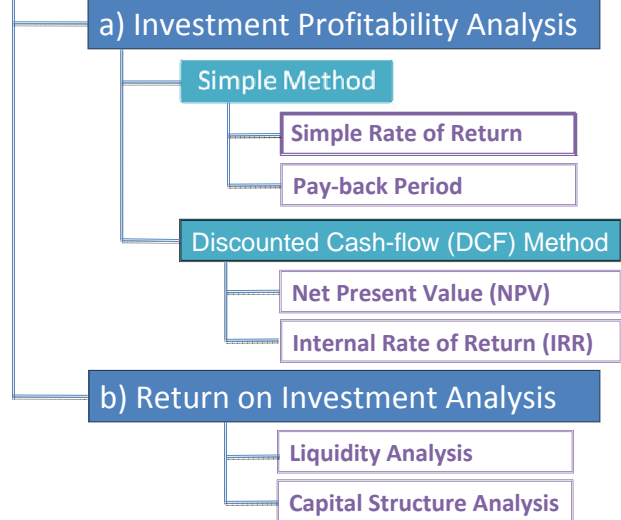 a) Investment Profitability Analysis
Simple Method
Simple Rate of Return
Pay-back Period
Discounted Cash-flow (DCF) Method
Net Present Value (NPV)
Internal Rate of Return (IRR)
b) Return on Investment Analysis
Liquidity Analysis
Capital Structure Analysis